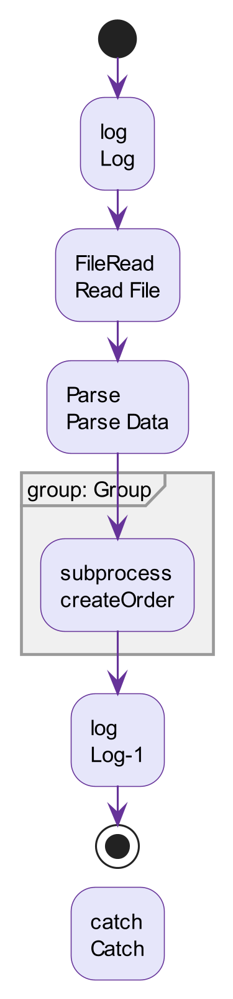 log
Log
FileRead
Read File
Parse
Parse Data
group: Group
subprocess
createOrder
log
Log-1
catch
Catch